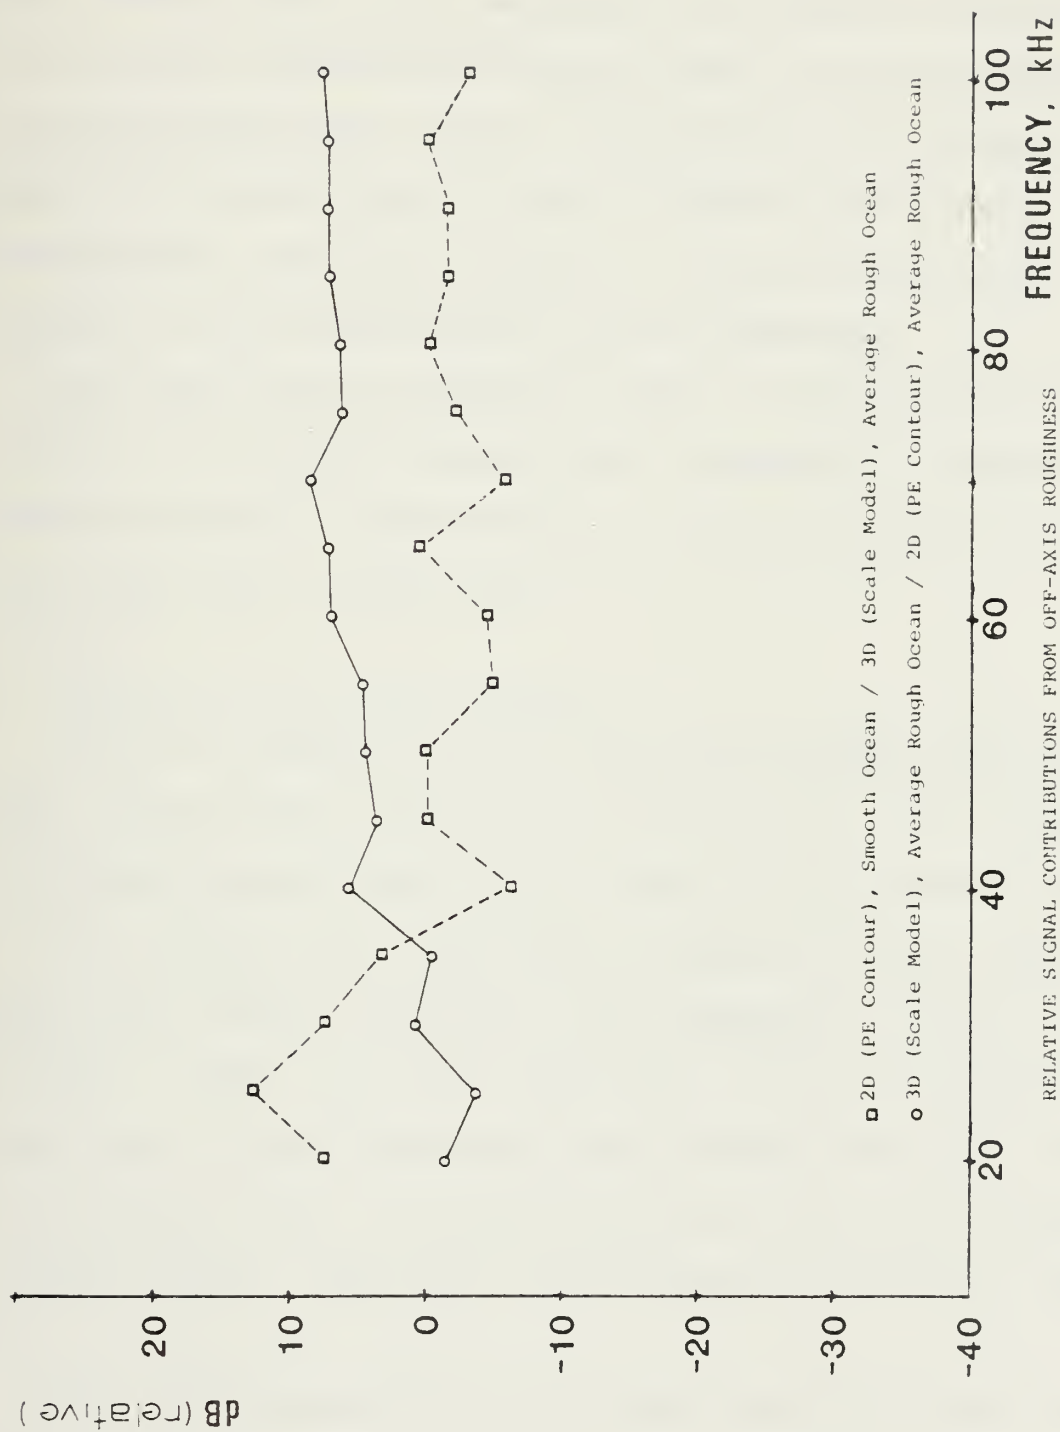 dB (relative)
20
10
0
-10
-20
-30
-40
2D (PE Contour), Smooth Ocean / 3D (Scale Model), Average Rough Ocean
3D (Scale Model), Average Rough Ocean / 2D (PE Contour), Average Rough Ocean
20
40
60
80
100
FREQUENCY, kHz
RELATIVE SIGNAL CONTRIBUTIONS FROM OFF-AXIS ROUGHNESS